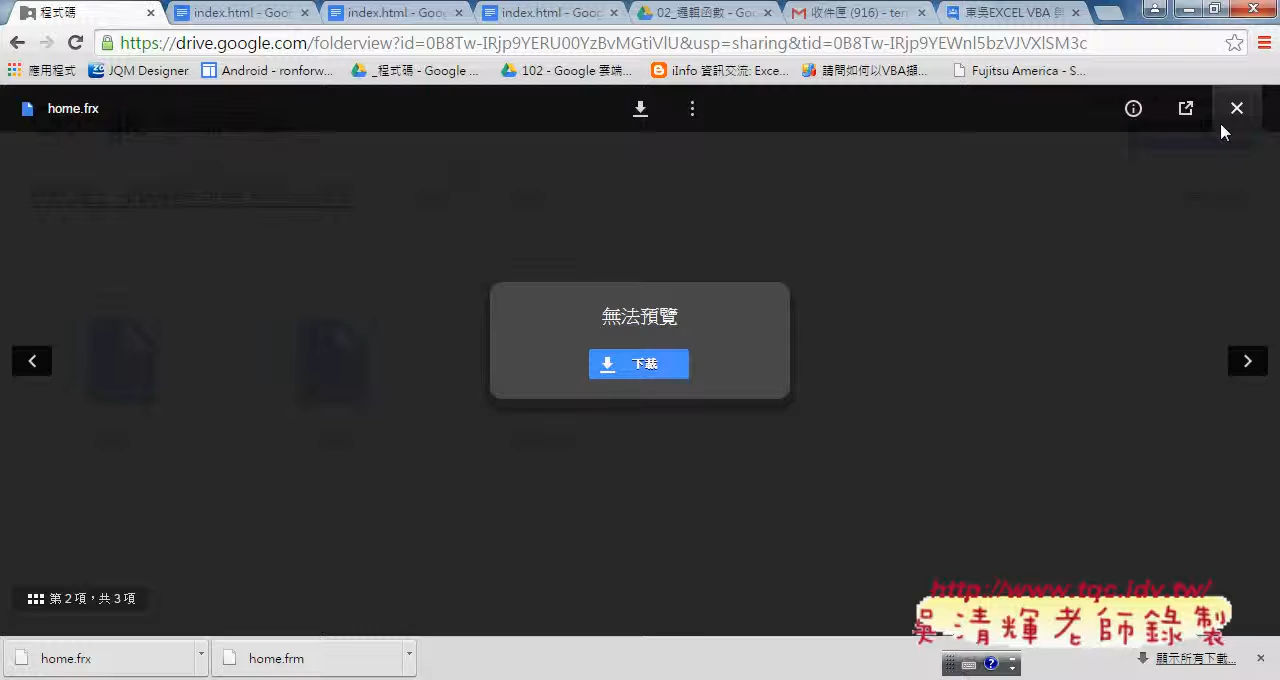 程式碼
index.html - Goo
index.html - Goo
index.html - Goo
02_邏輯函數 - Go
收件匣 (916) - ter
東吳EXCEL VBA
https://drive.google.com/folderview?id=0B8Tw-IRjp9YERUh0YzBvMGtiVlU&usp=sharing&tid=0B8Tw-IRjp9YEWnl5bzVJVXlSM3c
應用程式
JQM Designer
Android - ronforw...
_程式碼 - Google ...
102 - Google 雲端...
iInfo 資訊交流: Exce...
請問如何以VBA擷...
Fujitsu America - S...
home.frx
無法預覽
下載
第 2 項，共 3 項
http://www.tqc.idv.tw/
吳清輝老師錄製
home.frx
home.frm
顯示所有下載...